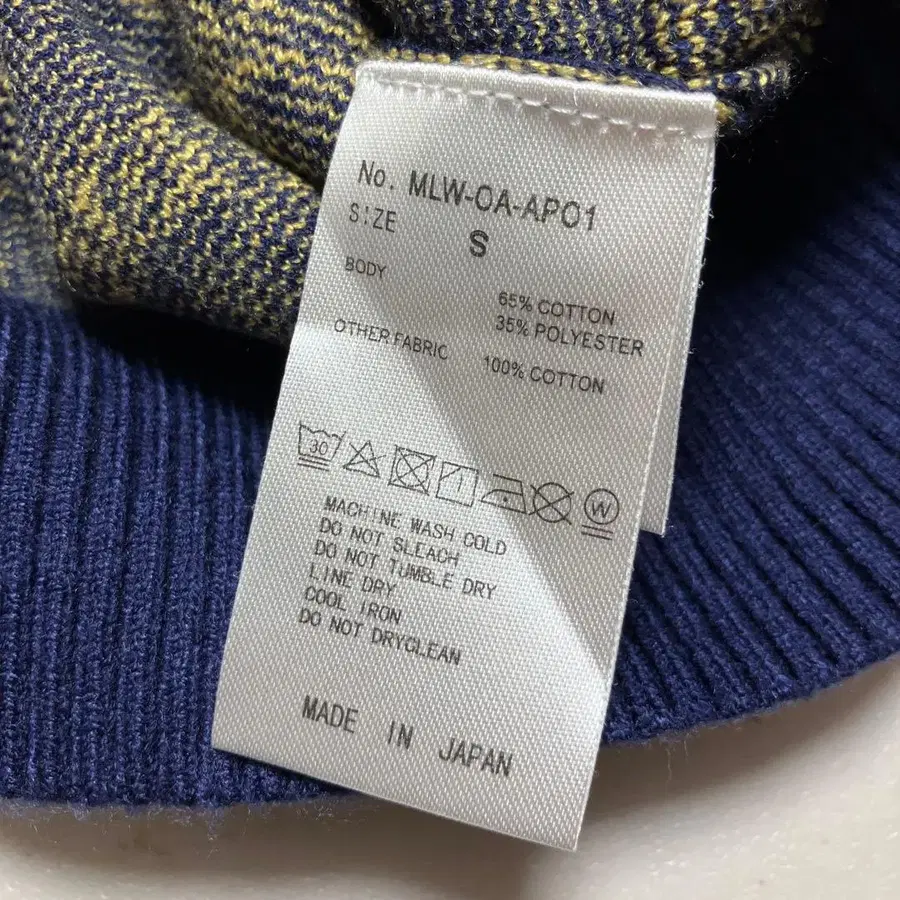 No. MLW-OA-AP01
SIZE S
BODY 65% COTTON
35% POLYESTER
OTHER FABRIC 100% COTTON
30 W
MACHINE WASH COLD
DO NOT SLEACH
DO NOT TUMBLE DRY
LINE DRY
COOL IRON
DO NOT DRYCLEAN
MADE IN JAPAN